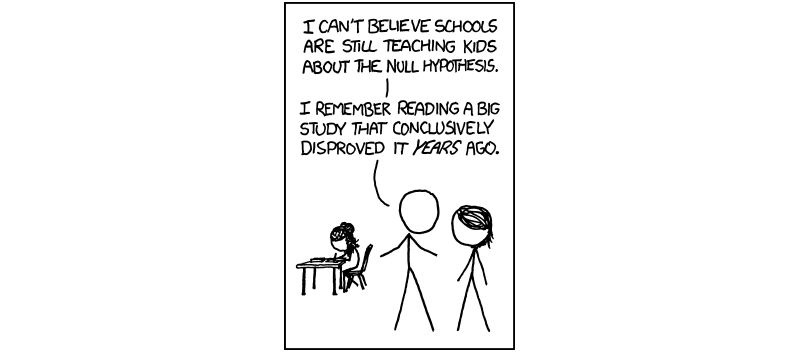 I CAN'T BELIEVE SCHOOLS
ARE STILL TEACHING KIDS
ABOUT THE NULL HYPOTHESIS.
I REMEMBER READING A BIG
STUDY THAT CONCLUSIVELY
DISPROVED IT YEARS AGO.